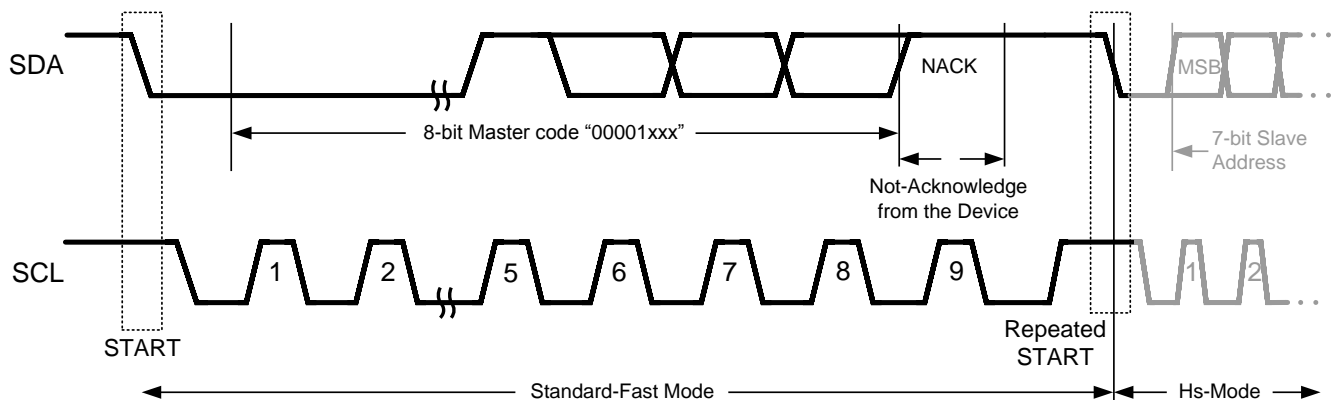 SDA
NACK
MSB
8-bit Master code “00001xxx”
7-bit Slave
Address
Not-Acknowledge
from the Device
SCL
1
2
5
6
7
8
9
1
2
START
Repeated
START
Standard-Fast Mode
Hs-Mode